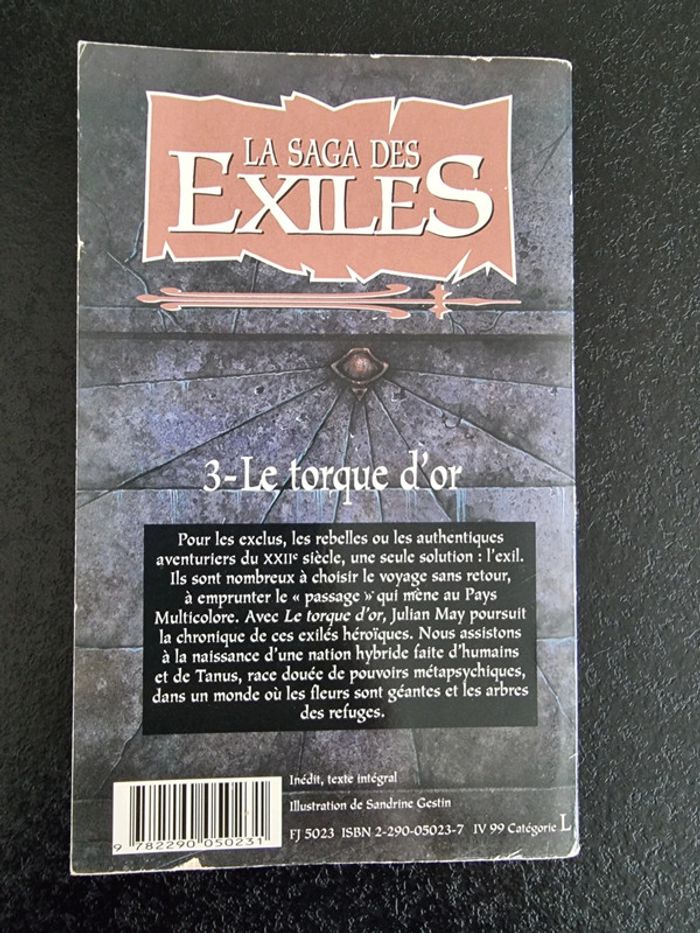 LA SAGA DES
EXILES
3-Le torque d'or
Pour les exclus, les rebelles ou les authentiques
aventuriers du XXIIe siècle, une seule solution : l'exil.
Ils sont nombreux à choisir le voyage sans retour,
à emprunter le « passage » qui mène au Pays
Multicolore. Avec Le torque d'or, Julian May poursuit
la chronique de ces exilés héroïques. Nous assistons
à la naissance d'une nation hybride faite d'humains
et de Tanus, race douée de pouvoirs métapsychiques,
dans un monde où les fleurs sont géantes et les arbres
des refuges.
Inédit, texte intégral
Illustration de Sandrine Gestin
FJ 5023 ISBN 2-290-05023-7 IV 99 Catégorie L
9 782290 050231